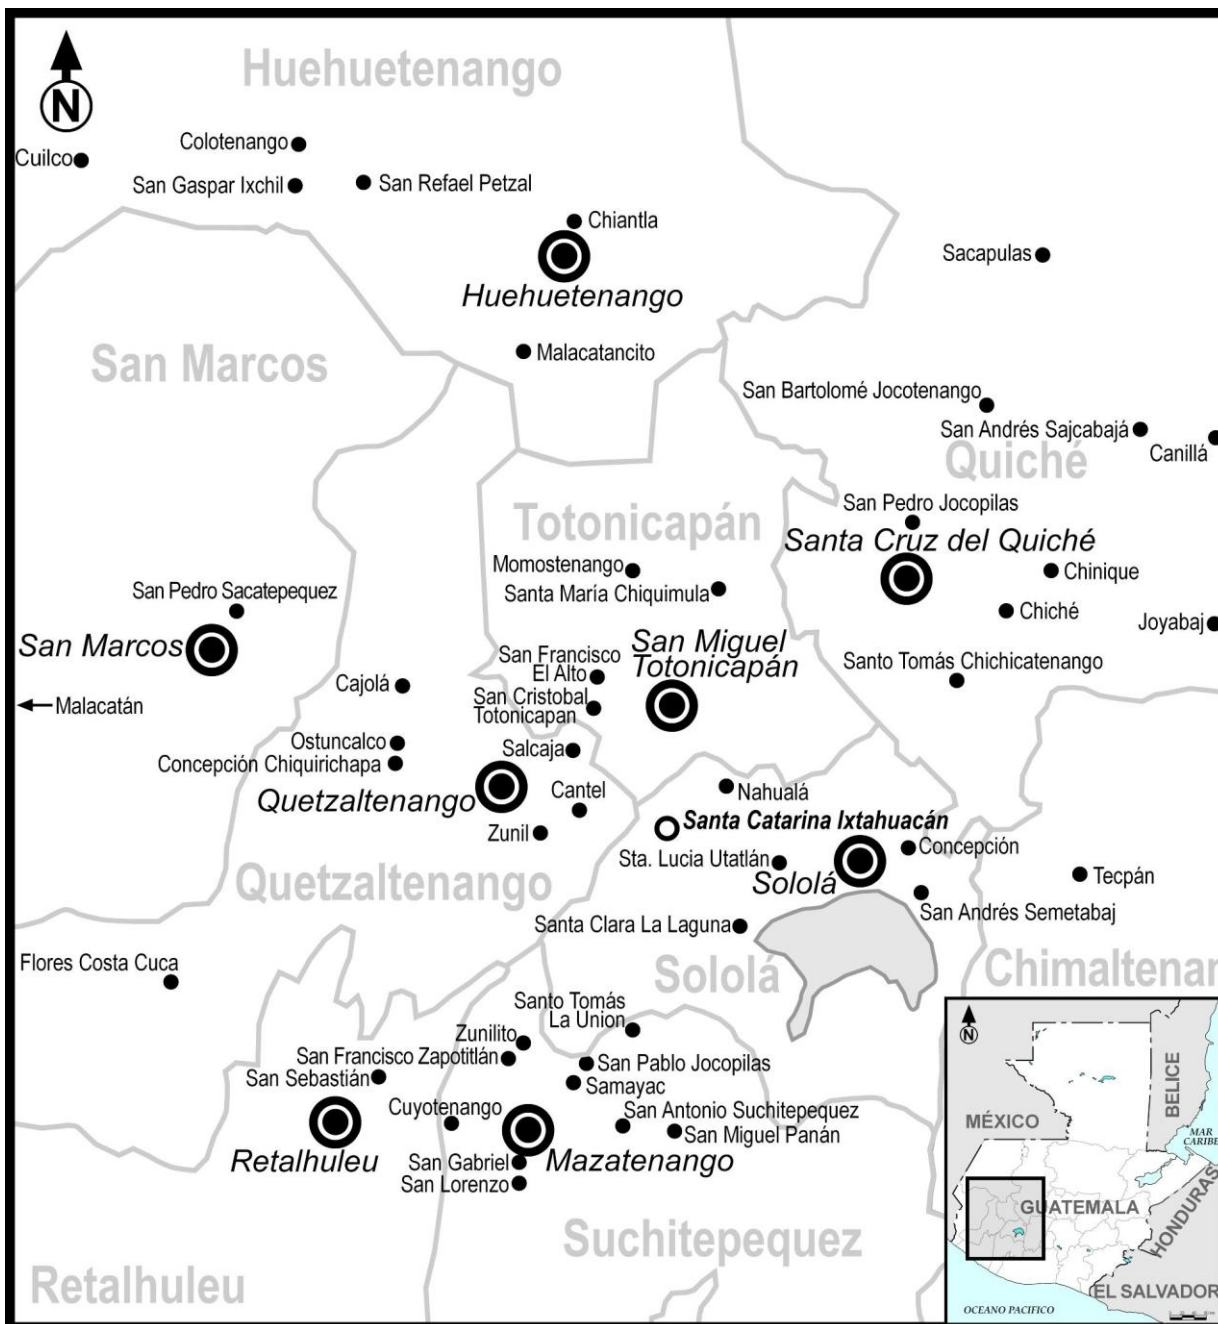 Huehuetenango
N
Colotenango
Cuilco
San Gaspar Ixchil
San Refael Petzal
Chiantla
Sacapulas
Huehuetenango
San Marcos
Malacatancito
San Bartolomé Jocotenango
San Andrés Sajcabajá
Canillá
Quiché
San Pedro Jocopilas
Totonicapán
Santa Cruz del Quiché
Momostenango
Chinique
Santa María Chiquimula
San Pedro Sacatepequez
Chiché
Joyabaj
San Marcos
San Miguel
Totonicapán
San Francisco
El Alto
Santo Tomás Chichicatenango
Cajolá
San Cristobal
Totonicapan
Malacatán
Ostuncalco
Salcaja
Concepción Chiquirichapa
Quetzaltenango
Cantel
Nahualá
Zunil
Santa Catarina Ixtahuacán
Concepción
Sta. Lucia Utatlán
Sololá
Tecpán
Quetzaltenango
San Andrés Semetabaj
Santa Clara La Laguna
Flores Costa Cuca
Sololá
Chimaltenan
Santo Tomás
La Union
Zunilito
San Francisco Zapotitlán
San Pablo Jocopilas
San Sebastián
Samayac
Cuyotenango
San Antonio Suchitepequez
San Miguel Panán
Retalhuleu
Mazatenango
San Gabriel
San Lorenzo
Suchitepequez
Retalhuleu
N
BELICE
MÉXICO
MAR
CARIBE
GUATEMALA
HONDURAS
EL SALVADOR
OCEANO PACIFICO